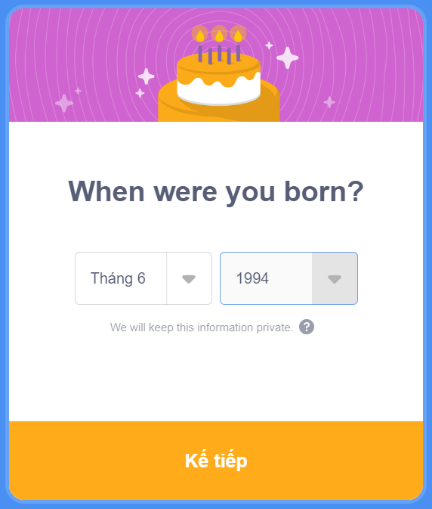 When were you born?
Tháng 6 1994
We will keep this information private. ?
Kế tiếp